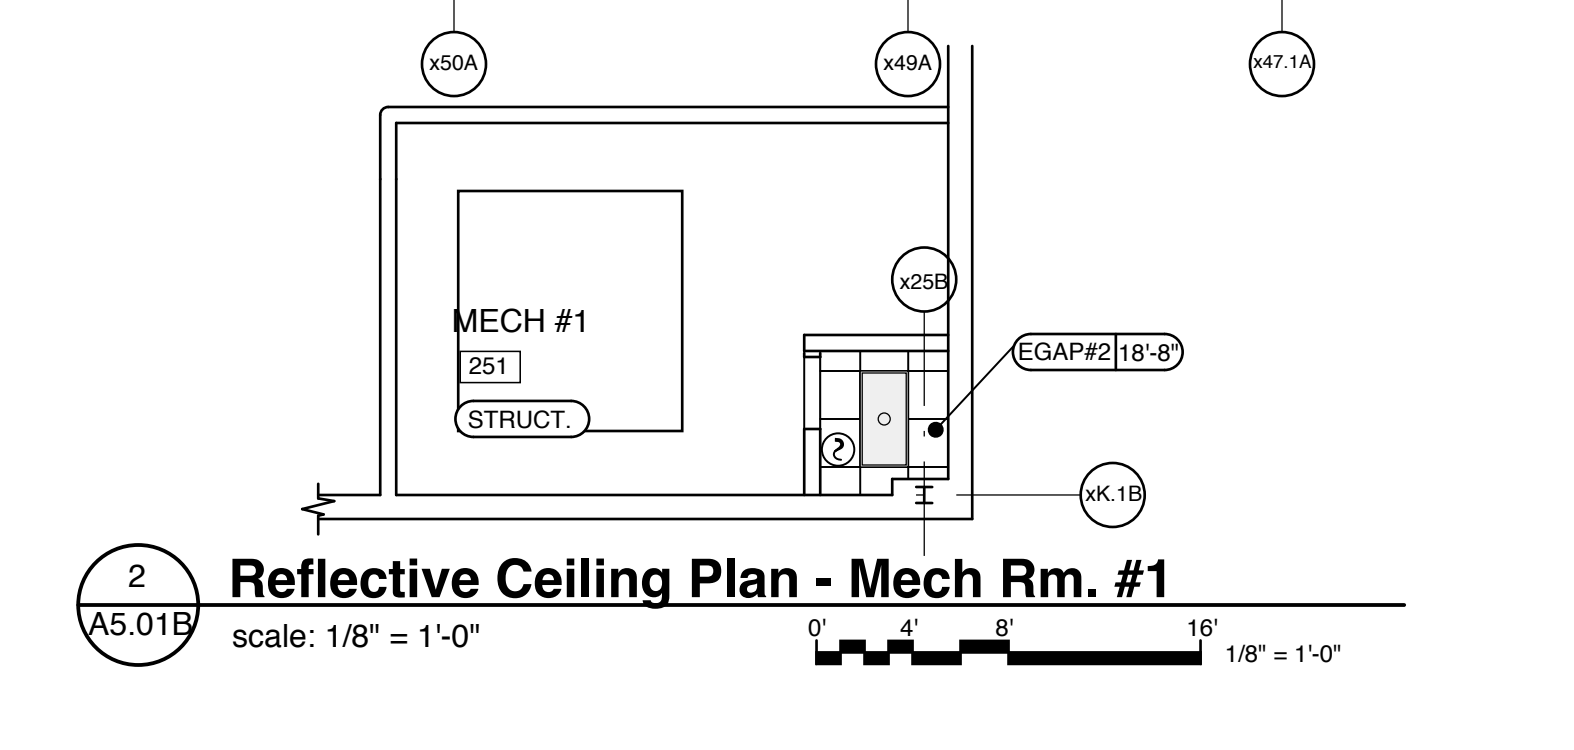 x50A
x49A
x47.1A
x25B
MECH #1
EGAP#2 18'-8"
251
STRUCT.
xK.1B
2
Reflective Ceiling Plan - Mech Rm. #1
A5.01B
scale: 1/8" = 1'-0"
0' 4' 8' 16'
1/8" = 1'-0"